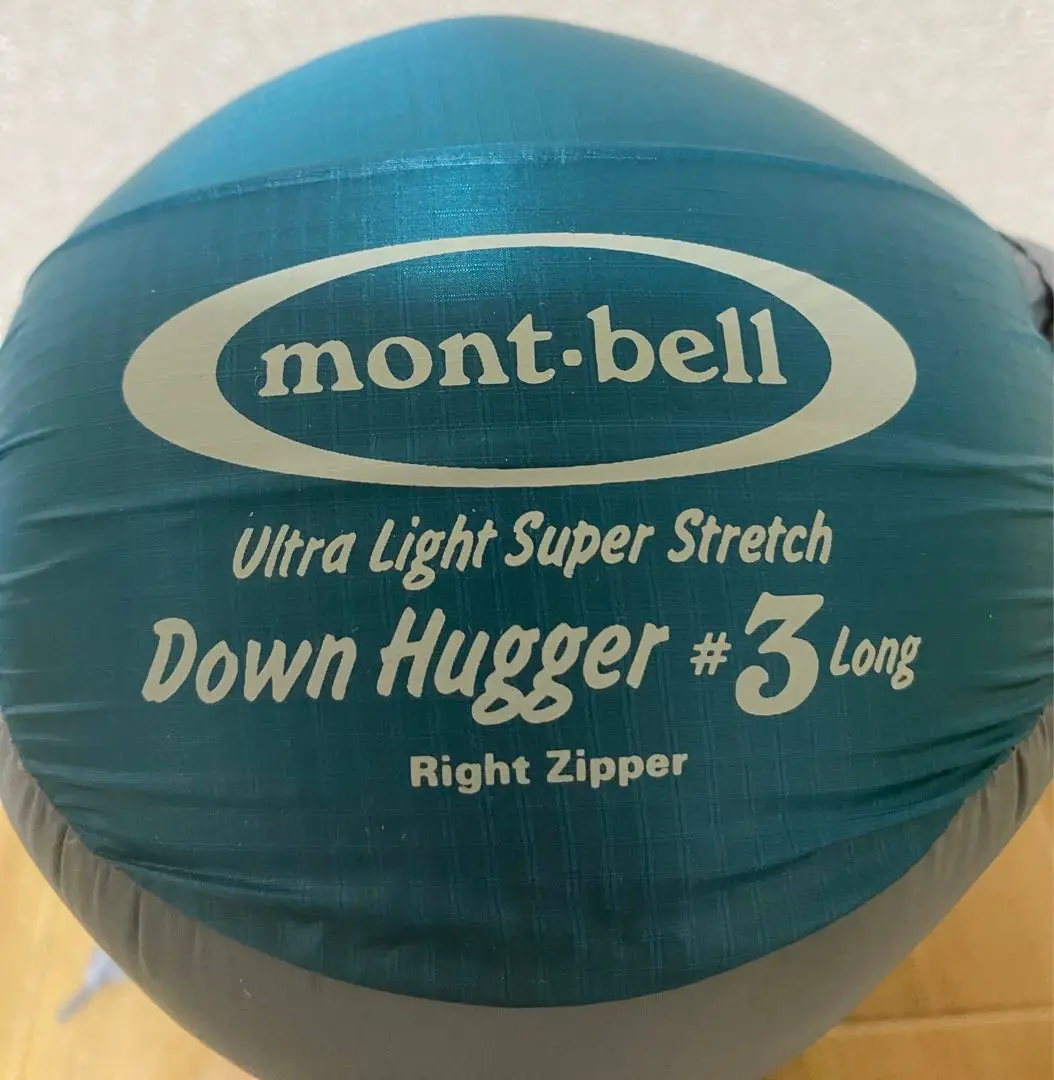 mont-bell
Ultra Light Super Stretch
Down Hugger #3 Long
Right Zipper